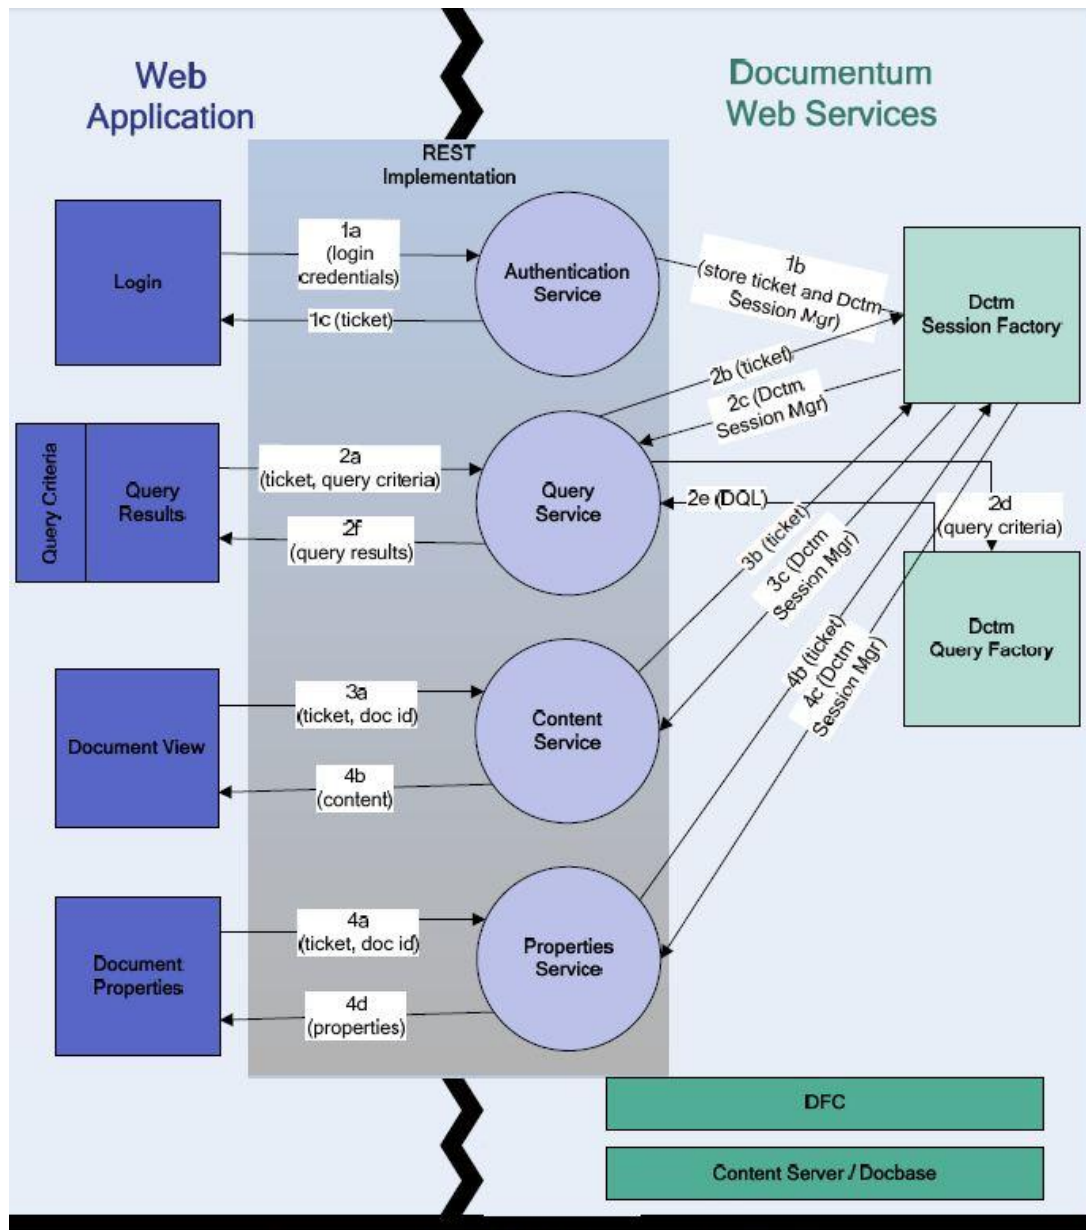 Web
Application
Documentum
Web Services
REST
Implementation
Login
1a
(login
credentials)
1c (ticket)
Authentication
Service
1b
(store ticket and Dctm
Session Mgr)
Dctm
Session Factory
2b (ticket)
2c (Dctm
Session Mgr)
Query Criteria
Query
Results
2a
(ticket, query criteria)
2f
(query results)
Query
Service
2e (DQL)
2d
(query criteria)
3b (ticket)
3c (Dctm
Session Mgr)
Dctm
Query Factory
Document View
3a
(ticket, doc id)
4b
(content)
Content
Service
4b (ticket)
4c (Dctm
Session Mgr)
Document
Properties
4a
(ticket, doc id)
4d
(properties)
Properties
Service
DFC
Content Server / Docbase